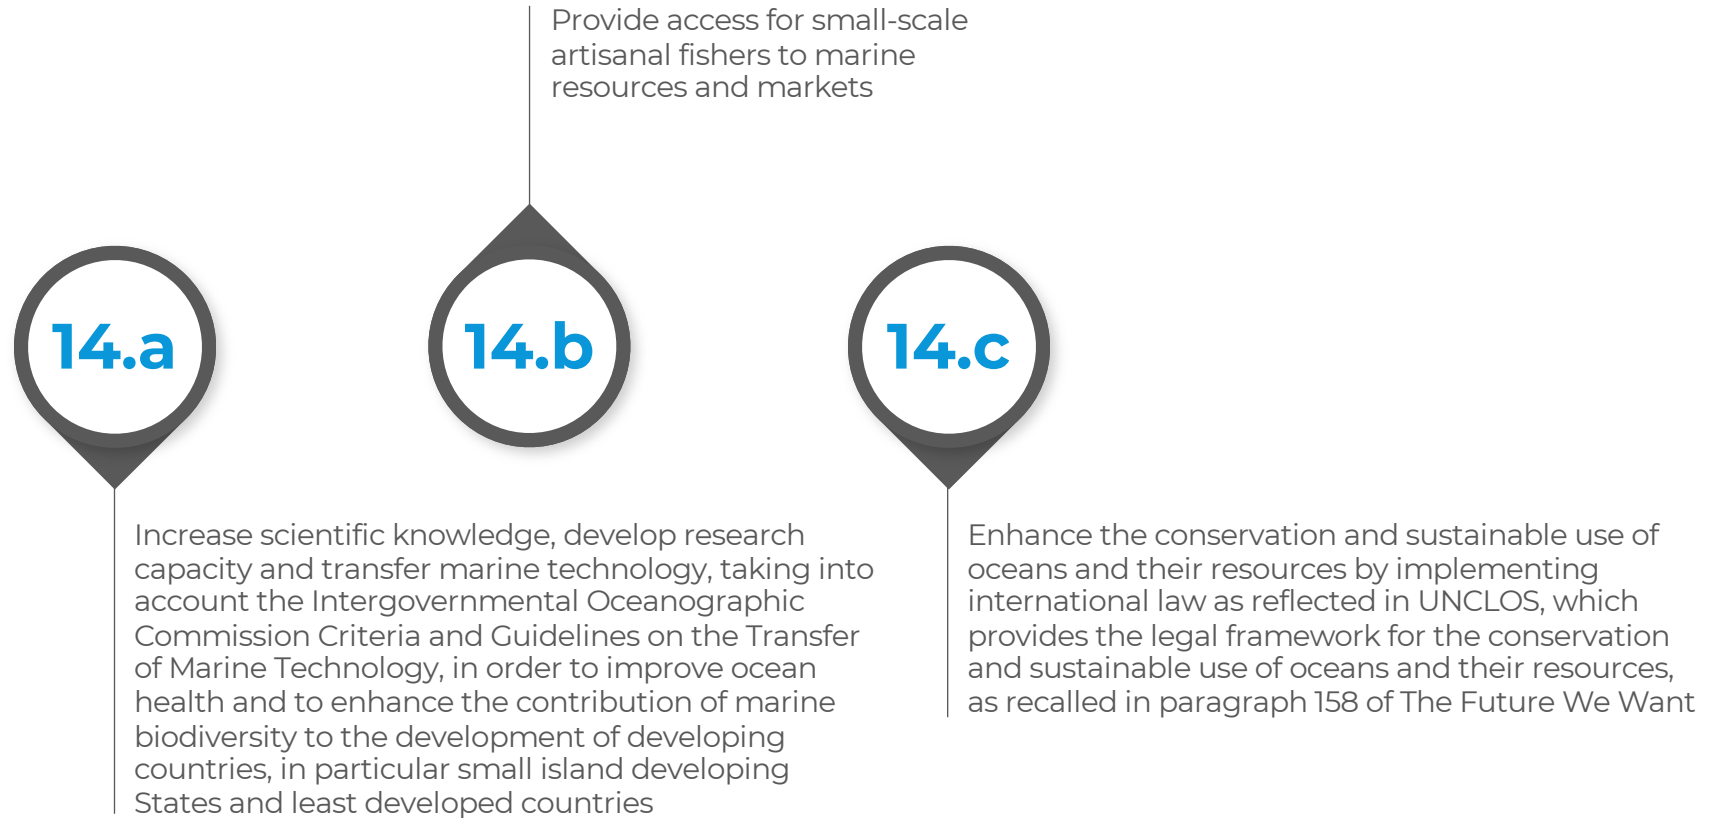 Provide access for small-scale
artisanal fishers to marine
resources and markets
14.a
14.b
14.c
Increase scientific knowledge, develop research
capacity and transfer marine technology, taking into
account the Intergovernmental Oceanographic
Commission Criteria and Guidelines on the Transfer
of Marine Technology, in order to improve ocean
health and to enhance the contribution of marine
biodiversity to the development of developing
countries, in particular small island developing
States and least developed countries
Enhance the conservation and sustainable use of
oceans and their resources by implementing
international law as reflected in UNCLOS, which
provides the legal framework for the conservation
and sustainable use of oceans and their resources,
as recalled in paragraph 158 of The Future We Want